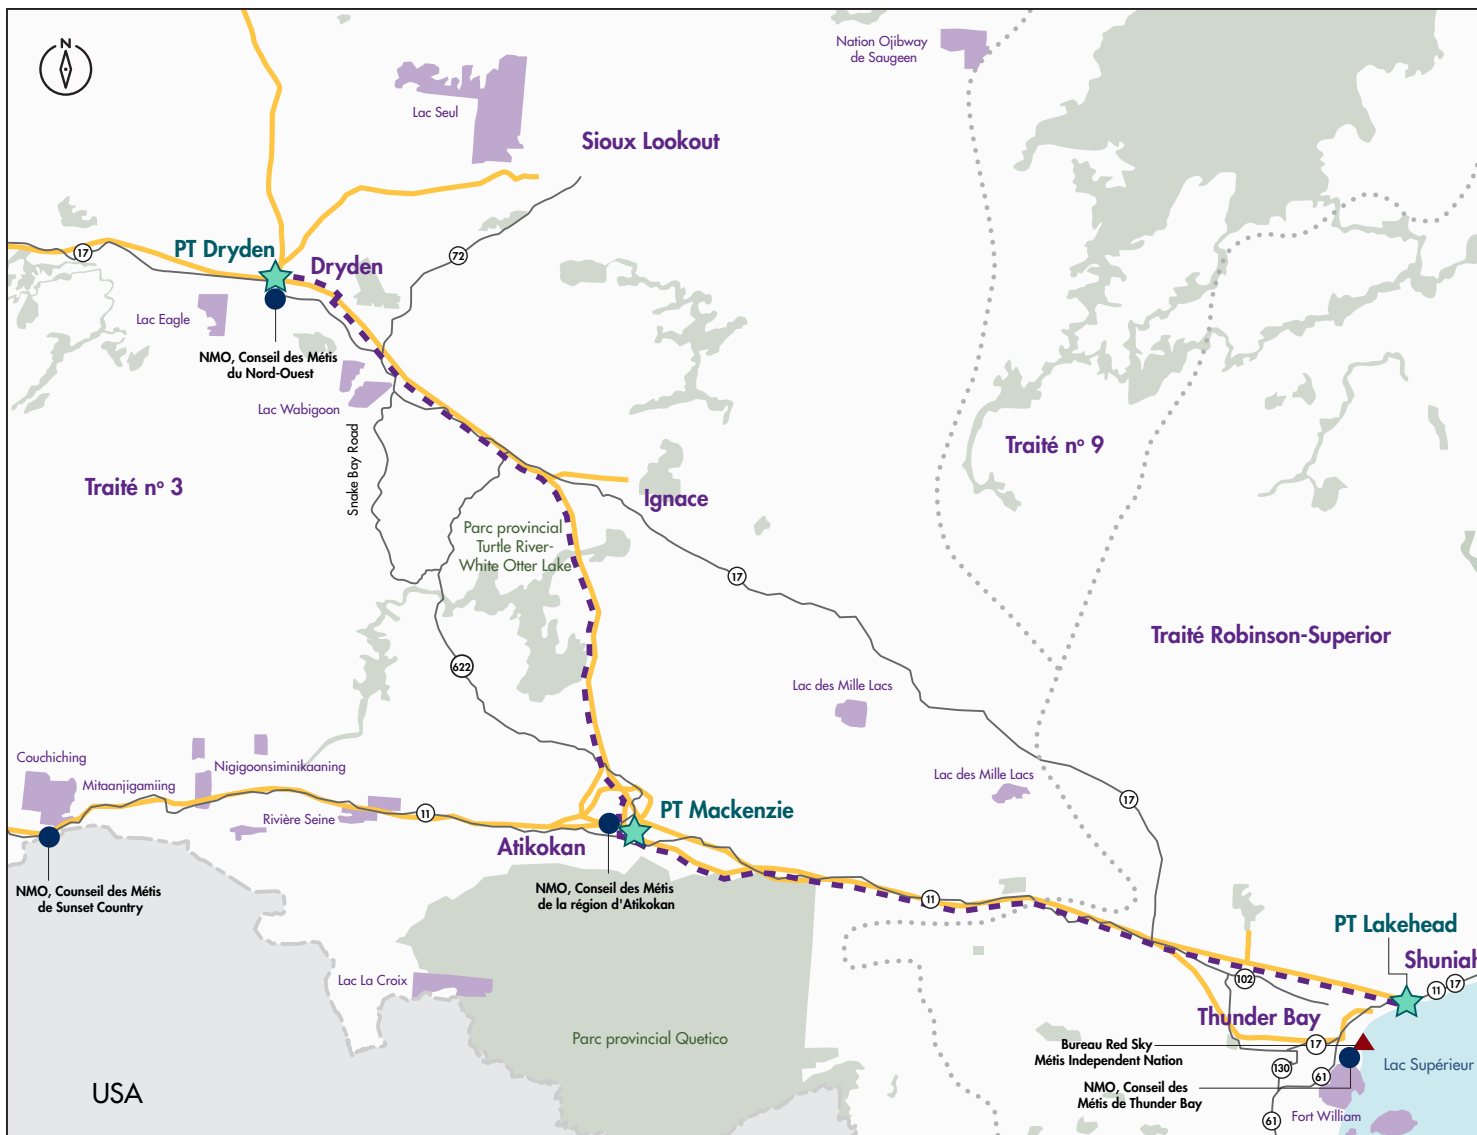 N
Nation Ojibway
de Saugeen
Lac Seul
Sioux Lookout
17
PT Dryden
Dryden
72
Lac Eagle
NMO, Conseil des Métis
du Nord-Ouest
Lac Wabigoon
Snake Bay Road
Traité nº 3
Traité nº 9
Ignace
Parc provincial
Turtle River-
White Otter Lake
17
Traité Robinson-Superior
622
Lac des Mille Lacs
Couchiching
Mitaanjigamiing
Nigigoonsiminikaaning
Lac des Mille Lacs
17
Rivière Seine
11
PT Mackenzie
Atikokan
NMO, Counseil des Métis
de Sunset Country
NMO, Conseil des Métis
de la région d'Atikokan
11
PT Lakehead
Shuniah
Lac La Croix
102
11
17
Thunder Bay
Parc provincial Quetico
Bureau Red Sky
Métis Independent Nation
17
Lac Supérieur
130
61
NMO, Conseil des
Métis de Thunder Bay
USA
61
Fort William